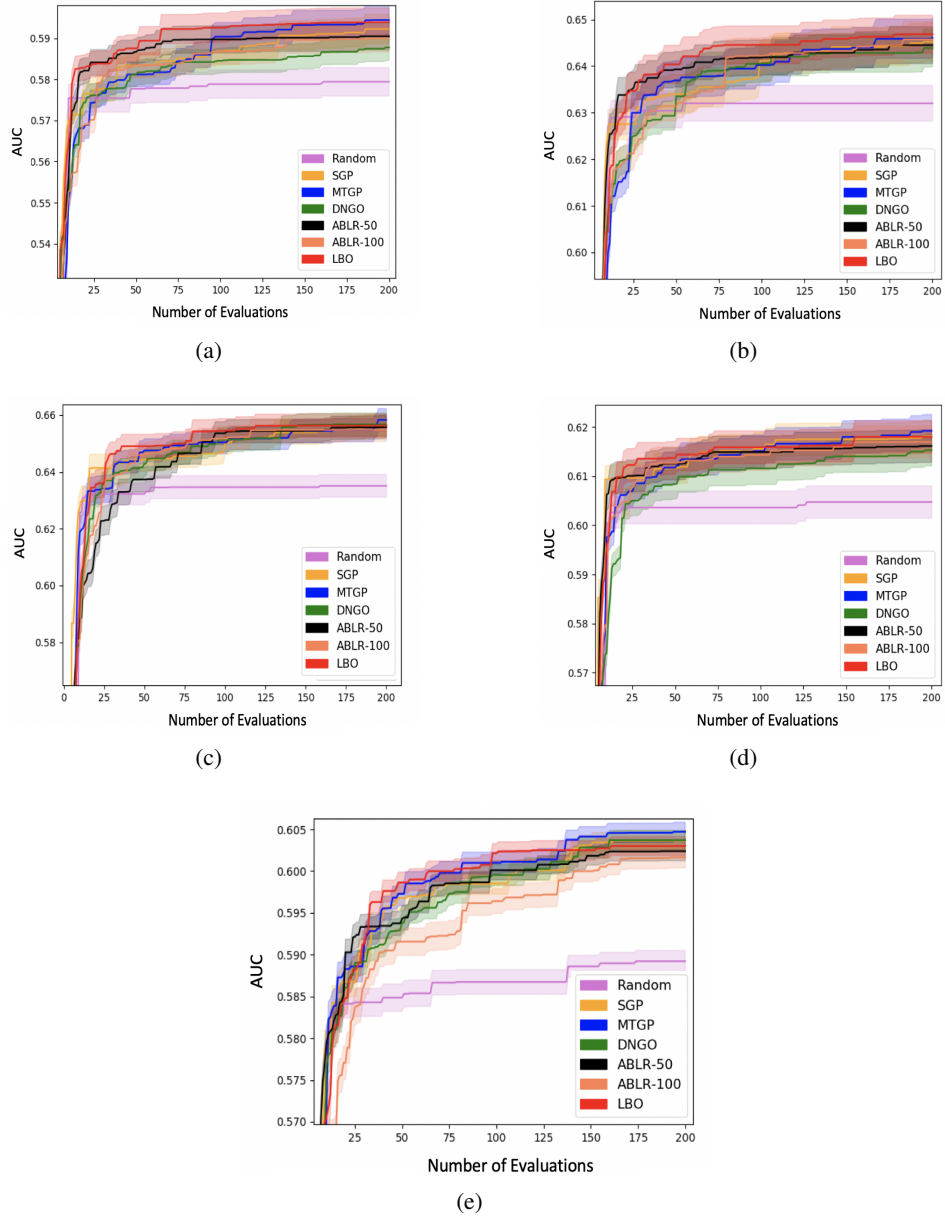 AUC
0.59
0.58
0.57
0.56
0.55
0.54
25 50 75 100 125 150 175 200
Number of Evaluations
Random
SGP
MTGP
DNGO
ABLR-50
ABLR-100
LBO
(a)
AUC
0.65
0.64
0.63
0.62
0.61
0.60
25 50 75 100 125 150 175 200
Number of Evaluations
Random
SGP
MTGP
DNGO
ABLR-50
ABLR-100
LBO
(b)
AUC
0.66
0.64
0.62
0.60
0.58
0 25 50 75 100 125 150 175 200
Number of Evaluations
Random
SGP
MTGP
DNGO
ABLR-50
ABLR-100
LBO
(c)
AUC
0.62
0.61
0.60
0.59
0.58
0.57
25 50 75 100 125 150 175 200
Number of Evaluations
Random
SGP
MTGP
DNGO
ABLR-50
ABLR-100
LBO
(d)
AUC
0.605
0.600
0.595
0.590
0.585
0.580
0.575
0.570
25 50 75 100 125 150 175 200
Number of Evaluations
Random
SGP
MTGP
DNGO
ABLR-50
ABLR-100
LBO
(e)